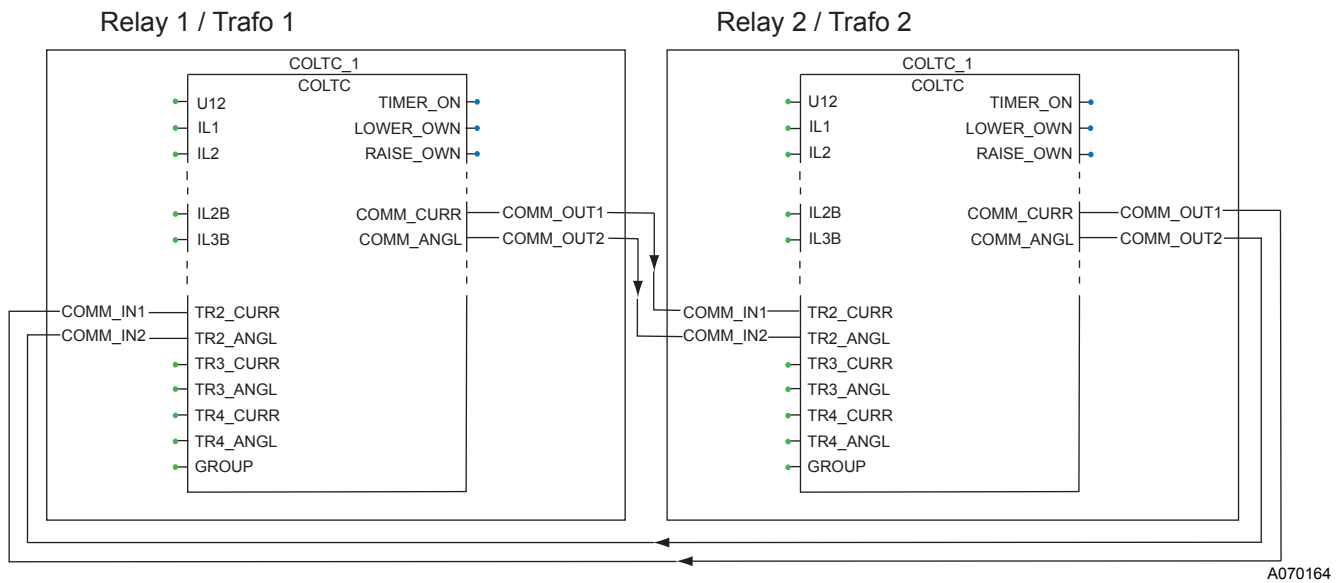 Relay 1 / Trafo 1
Relay 2 / Trafo 2
COLTC_1
COLTC
U12
TIMER_ON
IL1
LOWER_OWN
IL2
RAISE_OWN
IL2B
COMM_CURR
COMM_OUT1
IL3B
COMM_ANGL
COMM_OUT2
COMM_IN1
TR2_CURR
COMM_IN2
TR2_ANGL
TR3_CURR
TR3_ANGL
TR4_CURR
TR4_ANGL
GROUP
COLTC_1
COLTC
U12
TIMER_ON
IL1
LOWER_OWN
IL2
RAISE_OWN
IL2B
COMM_CURR
COMM_OUT1
IL3B
COMM_ANGL
COMM_OUT2
COMM_IN1
TR2_CURR
COMM_IN2
TR2_ANGL
TR3_CURR
TR3_ANGL
TR4_CURR
TR4_ANGL
GROUP
A070164